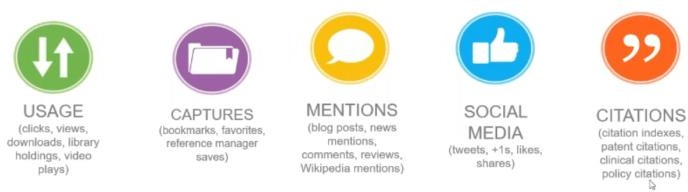 USAGE
(clicks, views,
downloads, library
holdings, video
plays)
CAPTURES
(bookmarks, favorites,
reference manager
saves)
MENTIONS
(blog posts, news
mentions,
comments, reviews,
Wikipedia mentions)
SOCIAL
MEDIA
(tweets, +1s, likes,
shares)
CITATIONS
(citation indexes,
patent citations,
clinical citations,
policy citations)